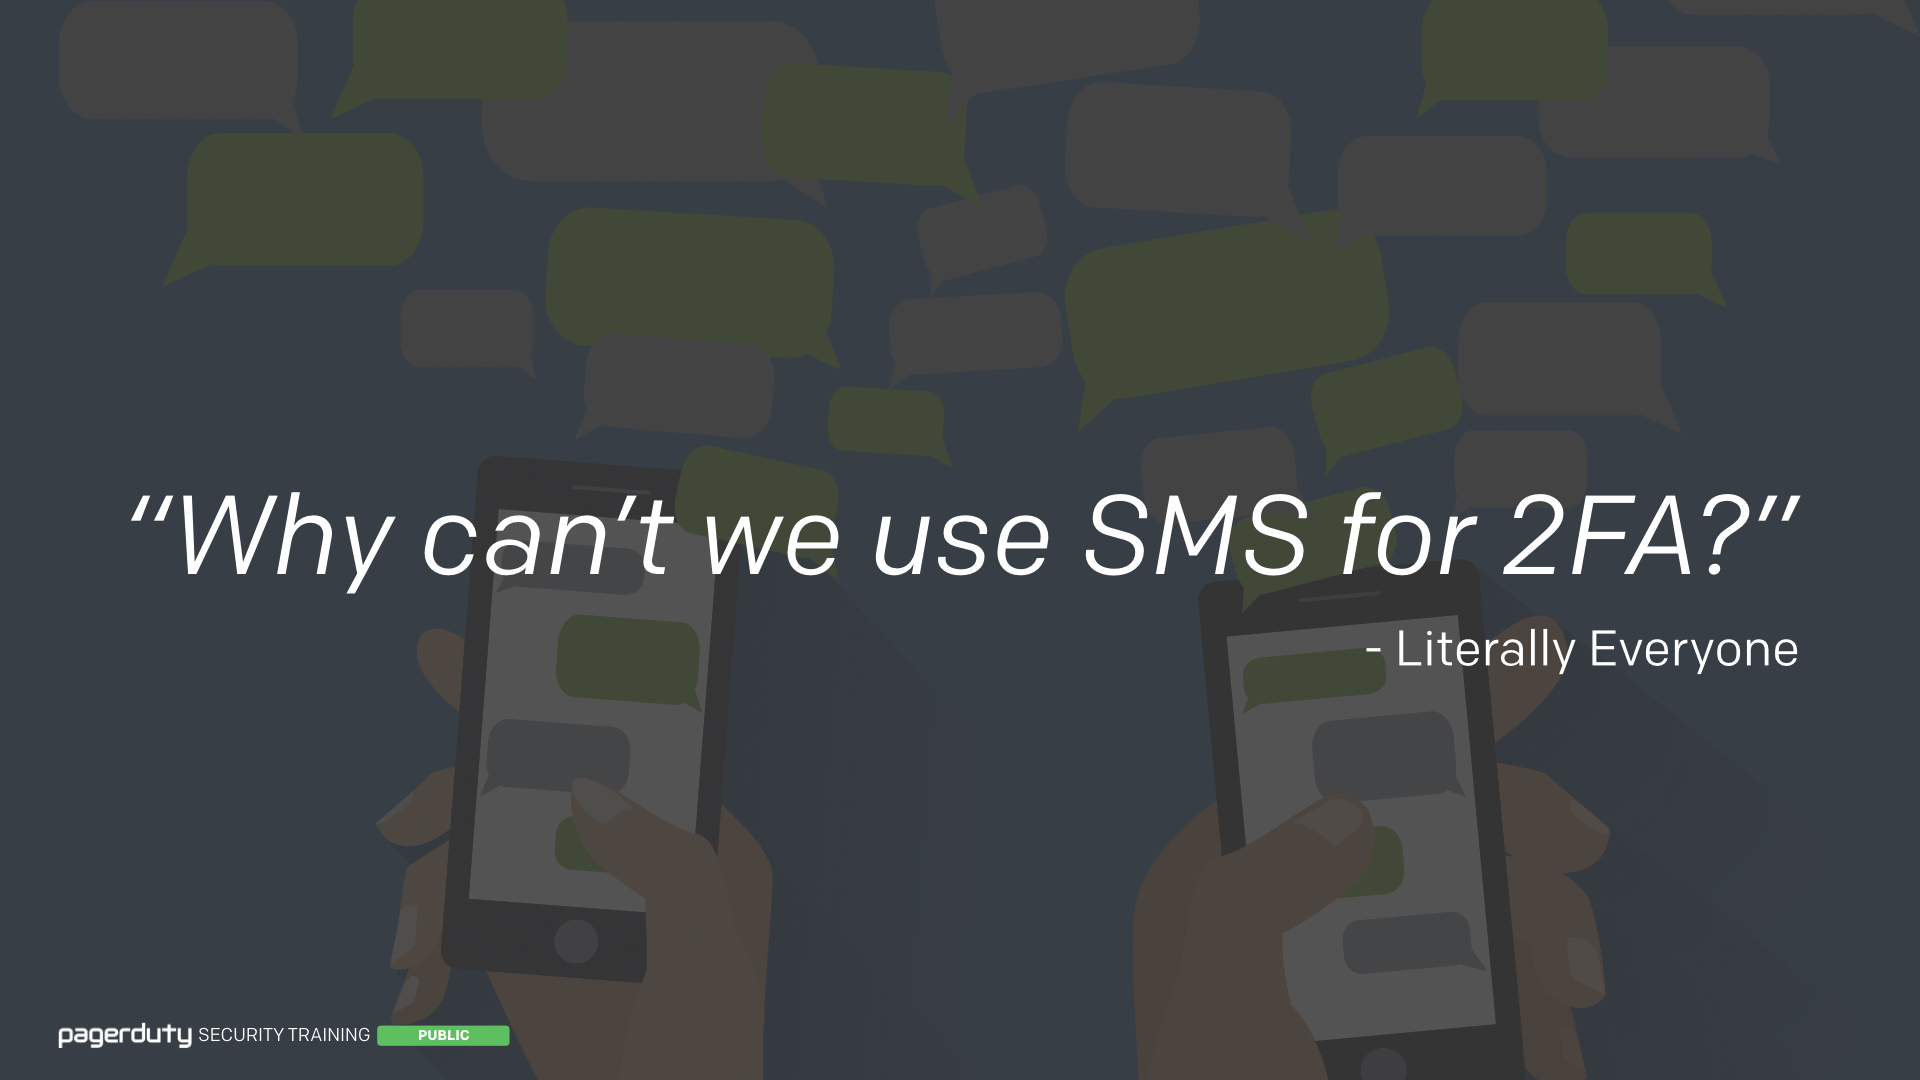 “Why can’t we use SMS for 2FA?”
- Literally Everyone
pagerduty SECURITY TRAINING PUBLIC